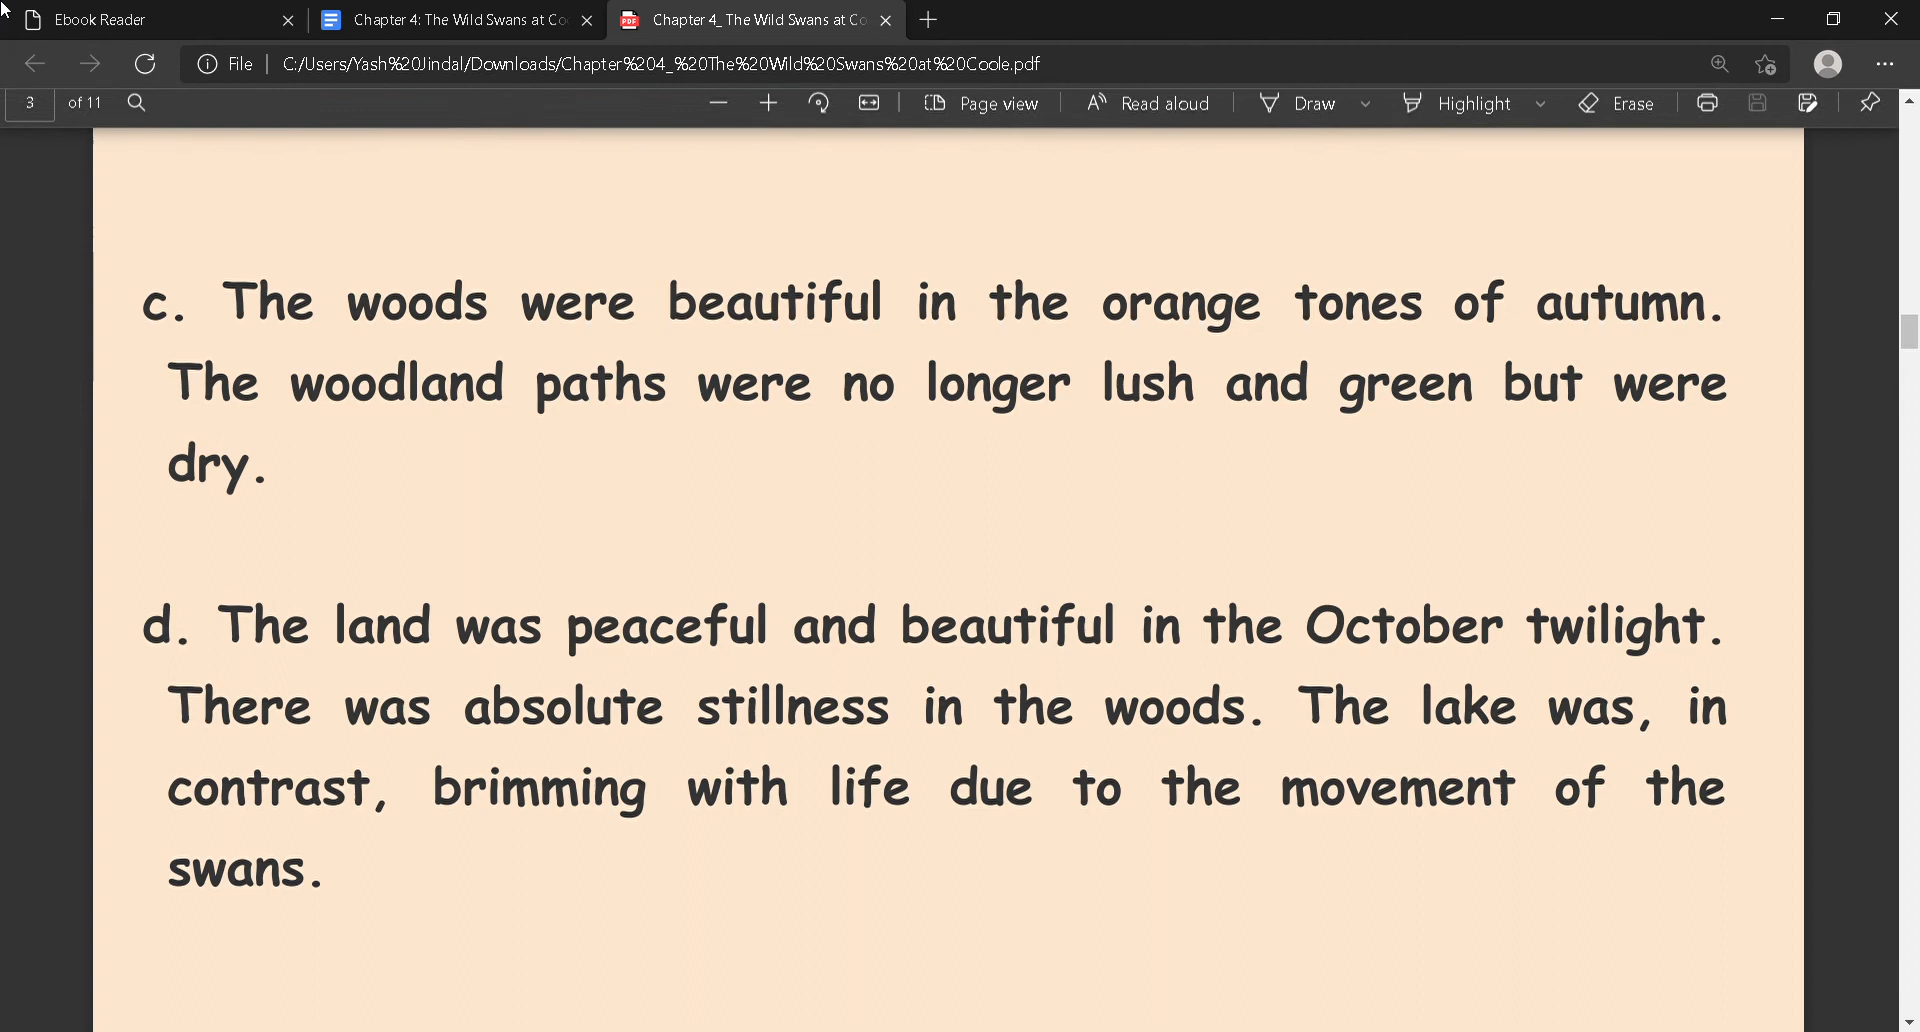 Ebook Reader
Chapter 4: The Wild Swans at Co
Chapter 4_ The Wild Swans at Co
File
C:/Users/Yash%20Jindal/Downloads/Chapter%204_%20The%20Wild%20Swans%20at%20Coole.pdf
3 of 11
Page view
Read aloud
Draw
Highlight
Erase
c. The woods were beautiful in the orange tones of autumn.
The woodland paths were no longer lush and green but were
dry.
d. The land was peaceful and beautiful in the October twilight.
There was absolute stillness in the woods. The lake was, in
contrast, brimming with life due to the movement of the
swans.